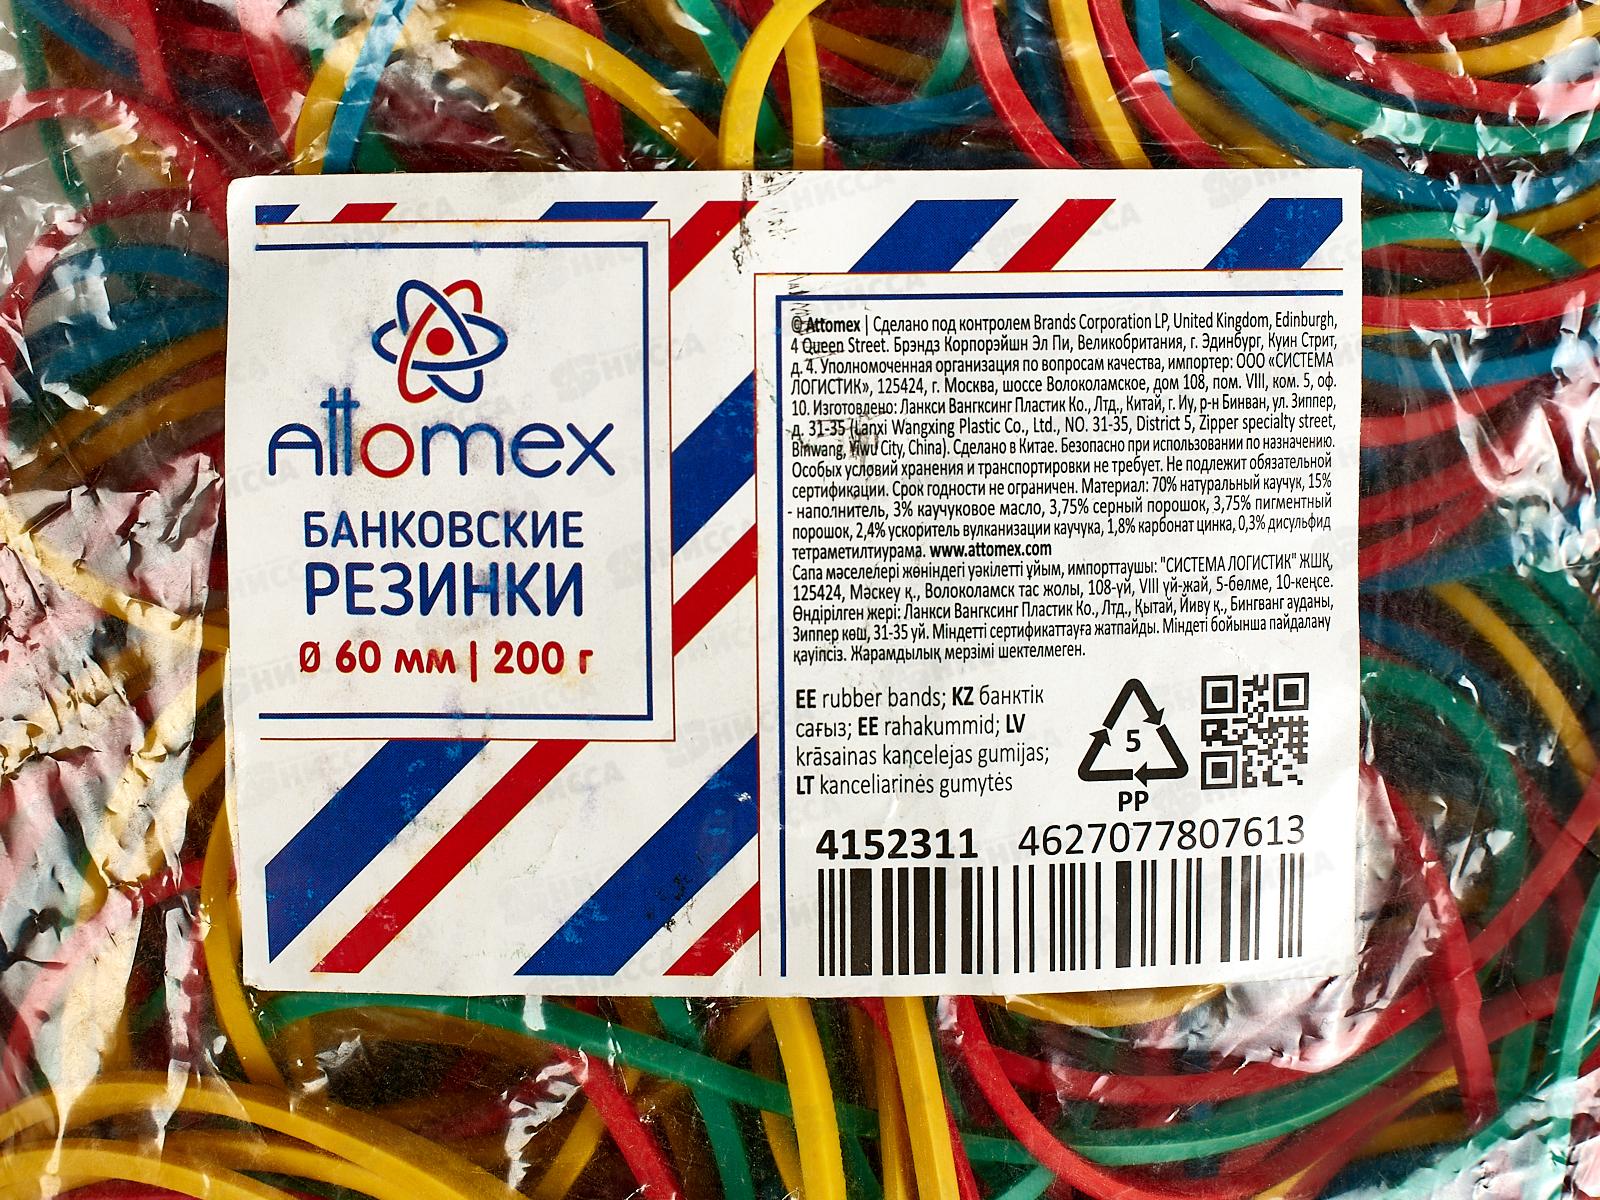 attomex
БАНКОВСКИЕ
РЕЗИНКИ
Ø 60 мм | 200 г
© Attomex | Сделано под контролем Brands Corporation LP, United Kingdom, Edinburgh,
4 Queen Street. Брэндз Корпорэйшн Эл Пи, Великобритания, г. Эдинбург, Куин Стрит,
д. 4. Уполномоченная организация по вопросам качества, импортер: ООО «СИСТЕМА
ЛОГИСТИК», 125424, г. Москва, шоссе Волоколамское, дом 108, пом. VIII, ком. 5, оф.
10. Изготовлено: Ланкси Вангксинг Пластик Ко., Лтд., Китай, г. Иу, р-н Бинван, ул. Зиппер,
д. 31-35 (Lanxi Wangxing Plastic Co., Ltd., NO. 31-35, District 5, Zipper specialty street,
Binwang, Yiwu City, China). Сделано в Китае. Безопасно при использовании по назначению.
Особых условий хранения и транспортировки не требует. Не подлежит обязательной
сертификации. Срок годности не ограничен. Материал: 70% натуральный каучук, 15%
- наполнитель, 3% каучуковое масло, 3,75% серный порошок, 3,75% пигментный
порошок, 2,4% ускоритель вулканизации каучука, 1,8% карбонат цинка, 0,3% дисульфид
тетраметилтиурама. www.attomex.com
Сапа мәселелері жөніндегі уәкілетті ұйым, импорттаушы: "СИСТЕМА ЛОГИСТИК" ЖШҚ,
125424, Мәскеу қ., Волоколамск тас жолы, 108-үй, VIII үй-жай, 5-бөлме, 10-кеңсе.
Өндірілген жері: Ланкси Вангксинг Пластик Ко., Лтд., Қытай, Йиву қ., Бингванг ауданы,
Зиппер көш, 31-35 уй. Міндетті сертификаттауға жатпайды. Міндеті бойынша пайдалану
қауіпсіз. Жарамдылық мерзімі шектелмеген.
EE rubber bands; KZ банктік
сағыз; EE rahakummid; LV
krāsainas kaņcelejas gumijas;
LT kanceliarinės gumytės
5
PP
4152311 4627077807613